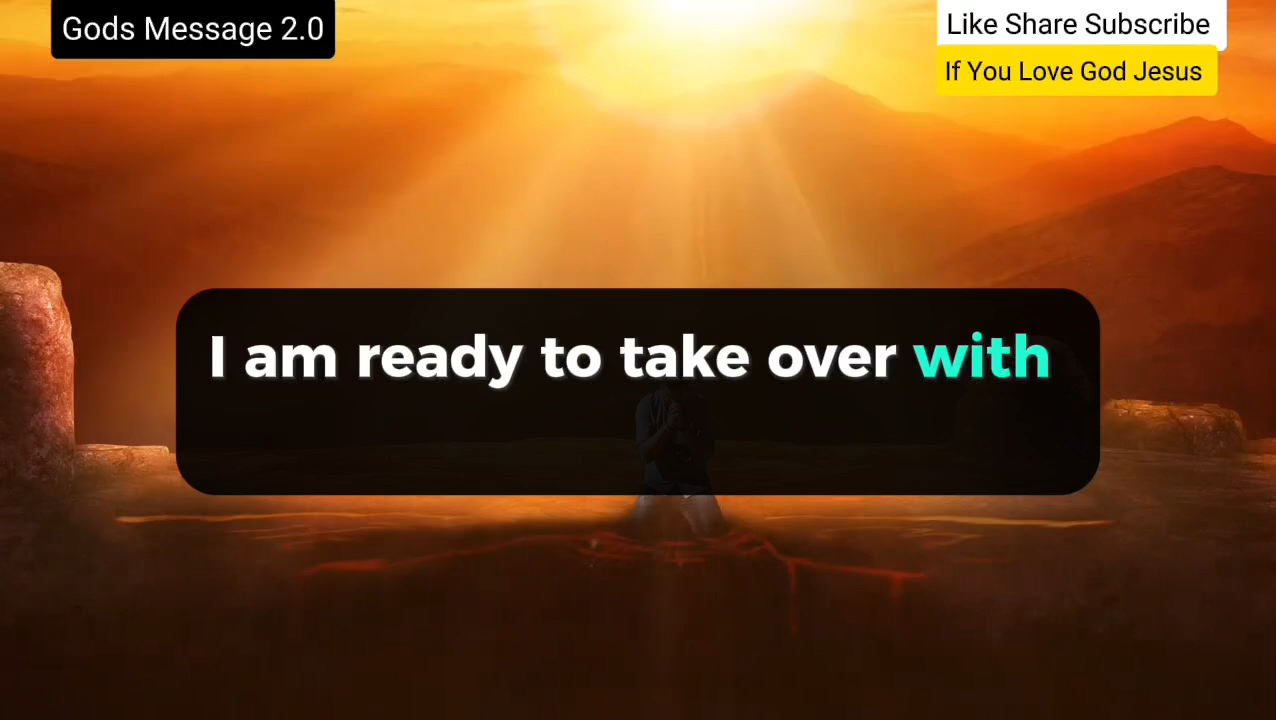 Gods Message 2.0
Like Share Subscribe
If You Love God Jesus
I am ready to take over with